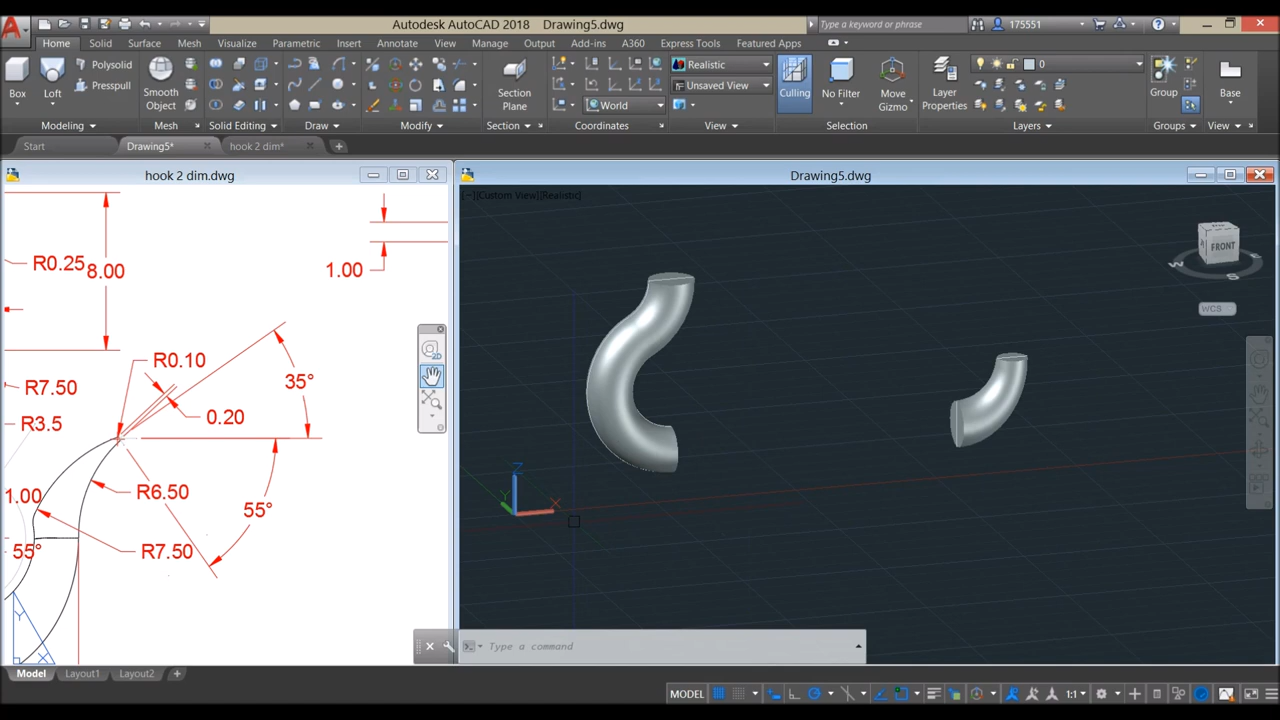 Autodesk AutoCAD 2018 Drawing5.dwg
Type a keyword or phrase
175551
Home Solid Surface Mesh Visualize Parametric Insert Annotate View Manage Output Add-ins A360 Express Tools Featured Apps
Box
Loft
Polysolid
Presspull
Smooth
Object
Section
Plane
World
Realistic
Unsaved View
Culling
No Filter
Move
Gizmo
Layer
Properties
0
Group
Base
Modeling
Mesh
Solid Editing
Draw
Modify
Section
Coordinates
View
Selection
Layers
Groups
View
Start
Drawing5*
hook 2 dim*
hook 2 dim.dwg
Drawing5.dwg
[-][Custom View][Realistic]
R0.25
8.00
1.00
R0.10
35°
R7.50
0.20
R3.5
R6.50
1.00
55°
55°
R7.50
Y
X
2D
Z
Y
X
FRONT
W
S
WCS
Type a command
Model Layout1 Layout2
MODEL
1:1